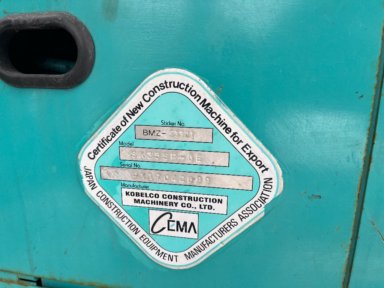 Certificate of New Construction Machine for Export
Sticker No.
BMZ-
Model
Serial No.
Manufacturer
KOBELCO CONSTRUCTION
MACHINERY CO., LTD.
CEMA
JAPAN CONSTRUCTION EQUIPMENT MANUFACTURERS ASSOCIATION